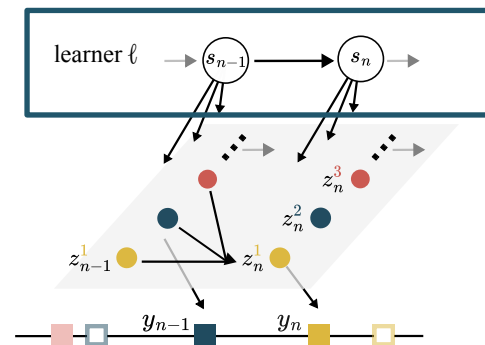 learner ℓ
s_{n−1} s_n
z_n^3
z_n^2
z_{n−1}^1 z_n^1
y_{n−1} y_n